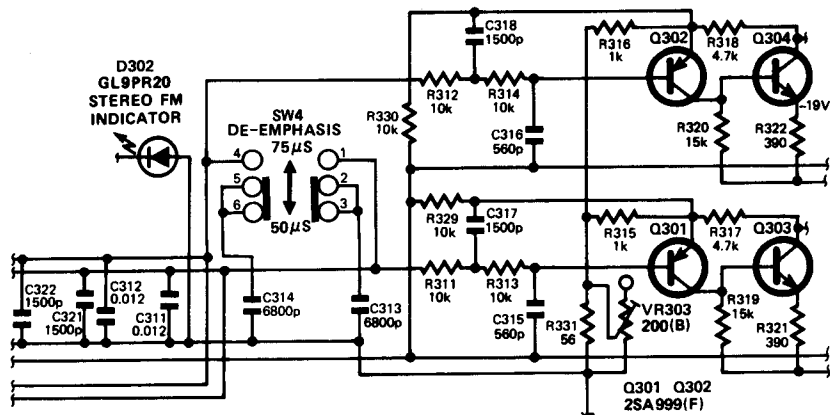 C318
1500p
R316
1k
Q302
R318
4.7k
Q304
D302
GL9PR20
STEREO FM
INDICATOR
SW4
DE-EMPHASIS
75µS
R330
10k
R312
10k
R314
10k
C316
560p
R320
15k
R322
390
-19V
4
1
5
2
6
3
50µS
R329
10k
C317
1500p
R315
1k
Q301
R317
4.7k
Q303
C322
1500p
C321
1500p
C312
0.012
C311
0.012
C314
6800p
C313
6800p
R311
10k
R313
10k
C315
560p
R331
56
VR303
200(B)
R319
15k
R321
390
Q301 Q302
2SA999(F)